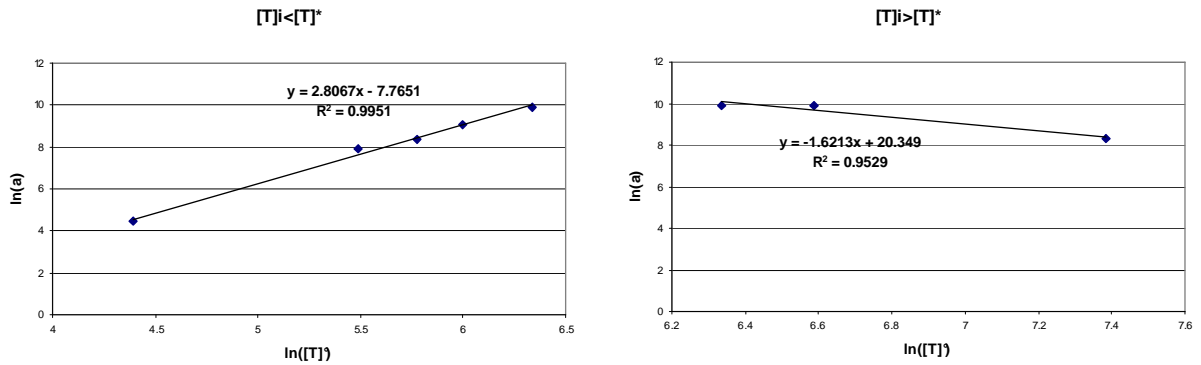 [T]i<[T]*
12
10
8
6
4
2
0
ln(a)
y = 2.8067x - 7.7651
R² = 0.9951
4 4.5 5 5.5 6 6.5
ln([T]*)
[T]i>[T]*
12
10
8
6
4
2
0
ln(a)
y = -1.6213x + 20.349
R² = 0.9529
6.2 6.4 6.6 6.8 7 7.2 7.4 7.6
ln([T]*)